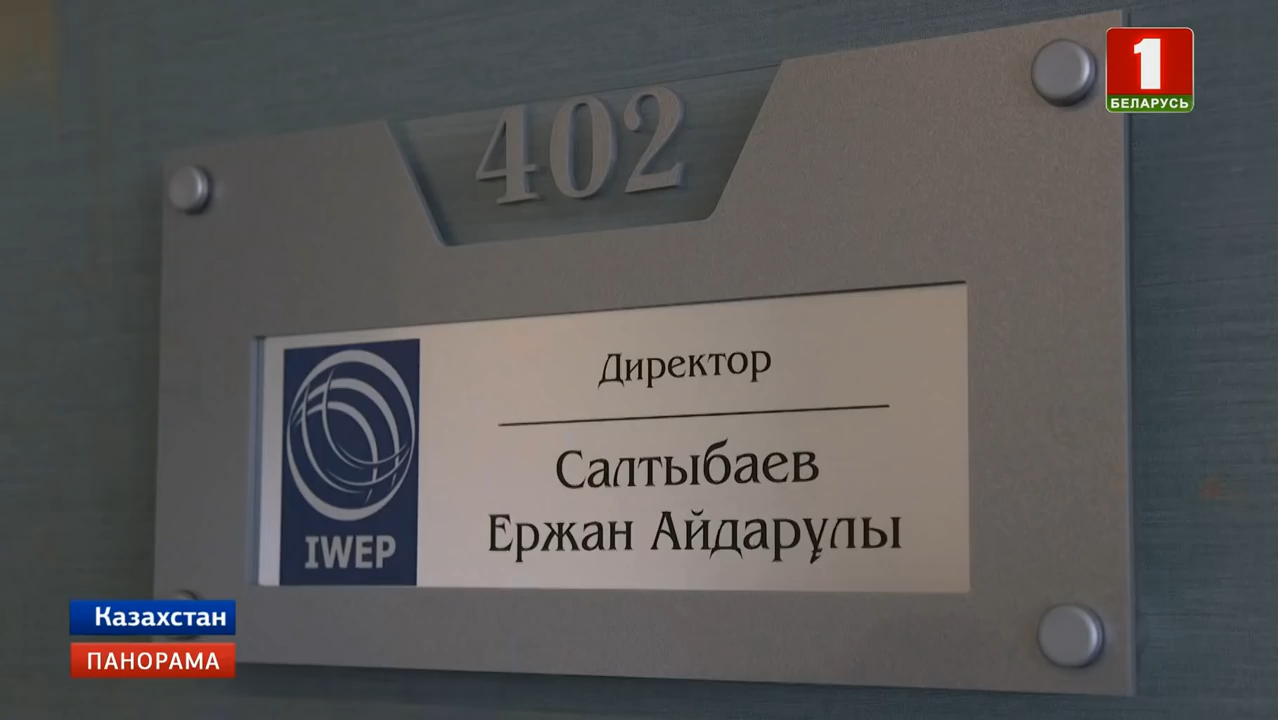 1
БЕЛАРУСЬ
402
Директор
Салтыбаев
Ержан Айдарұлы
IWEP
Казахстан
ПАНОРАМА